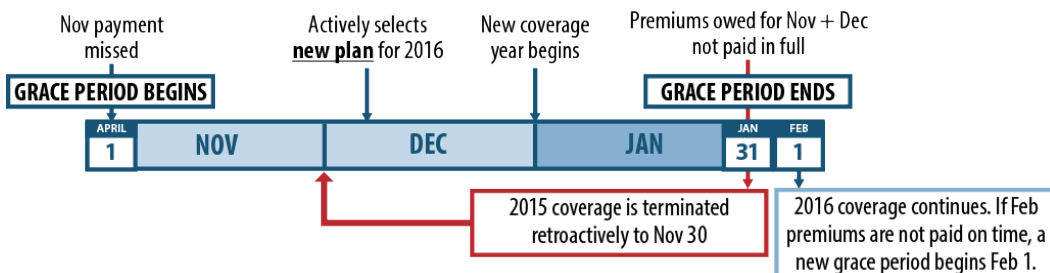 Nov payment
missed
Actively selects
new plan for 2016
New coverage
year begins
Premiums owed for Nov + Dec
not paid in full
GRACE PERIOD BEGINS
GRACE PERIOD ENDS
APRIL
1
NOV
DEC
JAN
JAN
31
FEB
1
2015 coverage is terminated
retroactively to Nov 30
2016 coverage continues. If Feb
premiums are not paid on time, a
new grace period begins Feb 1.